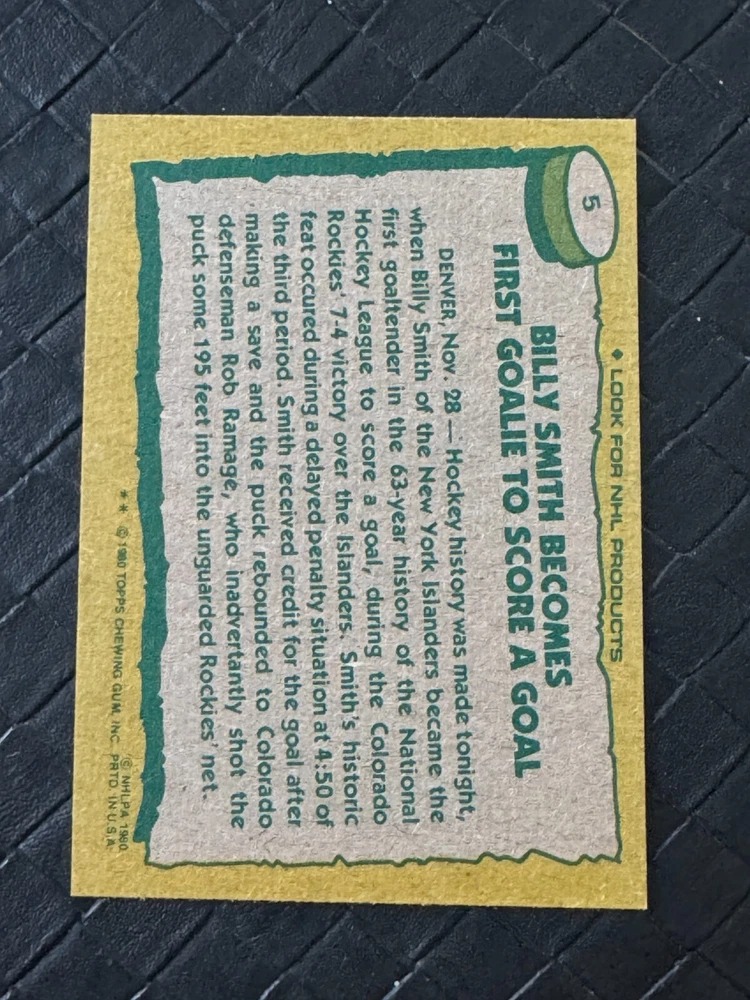 5
♦ LOOK FOR NHL PRODUCTS
BILLY SMITH BECOMES
FIRST GOALIE TO SCORE A GOAL
DENVER, Nov. 28 — Hockey history was made tonight,
when Billy Smith of the New York Islanders became the
first goaltender in the 63-year history of the National
Hockey League to score a goal, during the Colorado
Rockies' 7-4 victory over the Islanders. Smith's historic
feat occured during a delayed penalty situation at 4:50 of
the third period. Smith received credit for the goal after
making a save and the puck rebounded to Colorado
defenseman Rob Ramage, who inadvertantly shot the
puck some 195 feet into the unguarded Rockies' net.
© NHLPA 1980
* * © 1980 TOPPS CHEWING GUM, INC. PRTD. IN U.S.A.